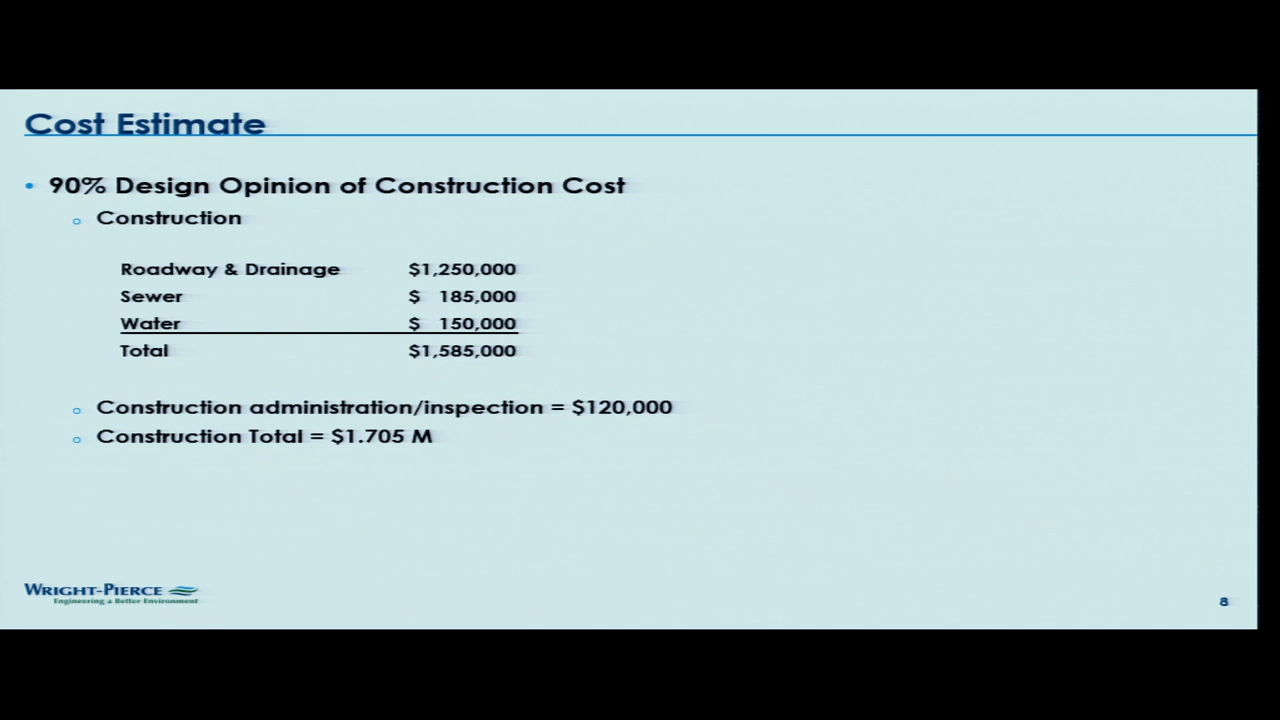 Cost Estimate
• 90% Design Opinion of Construction Cost
o Construction
Roadway & Drainage $1,250,000
Sewer $ 185,000
Water $ 150,000
Total $1,585,000
o Construction administration/inspection = $120,000
o Construction Total = $1.705 M
WRIGHT-PIERCE
Engineering a Better Environment
8